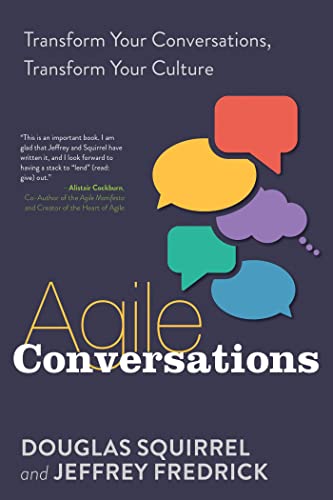 Transform Your Conversations,
Transform Your Culture
"This is an important book. I am
glad that Jeffrey and Squirrel have
written it, and I look forward to
having a stack to "lend" (read:
give) out."
—Alistair Cockburn,
Co-Author of the Agile Manifesto
and Creator of the Heart of Agile
Agile
Conversations
DOUGLAS SQUIRREL
and JEFFREY FREDRICK